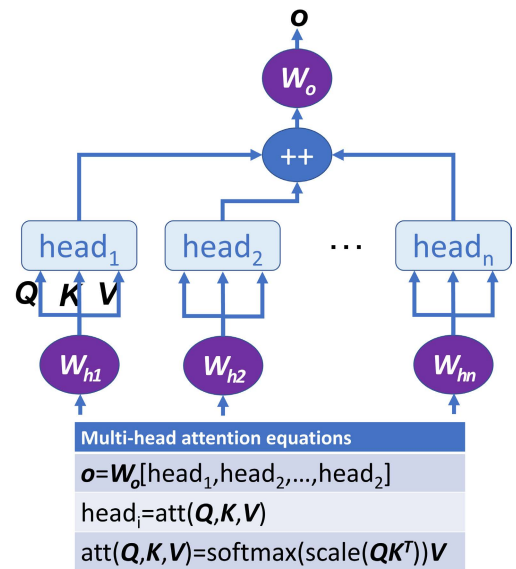 o
Wₒ
++
head₁ head₂ ... headₙ
Q K V
Wₕ₁ Wₕ₂ Wₕₙ
Multi-head attention equations
o=Wₒ[head₁,head₂,...,head₂]
headᵢ=att(Q,K,V)
att(Q,K,V)=softmax(scale(QKᵀ))V